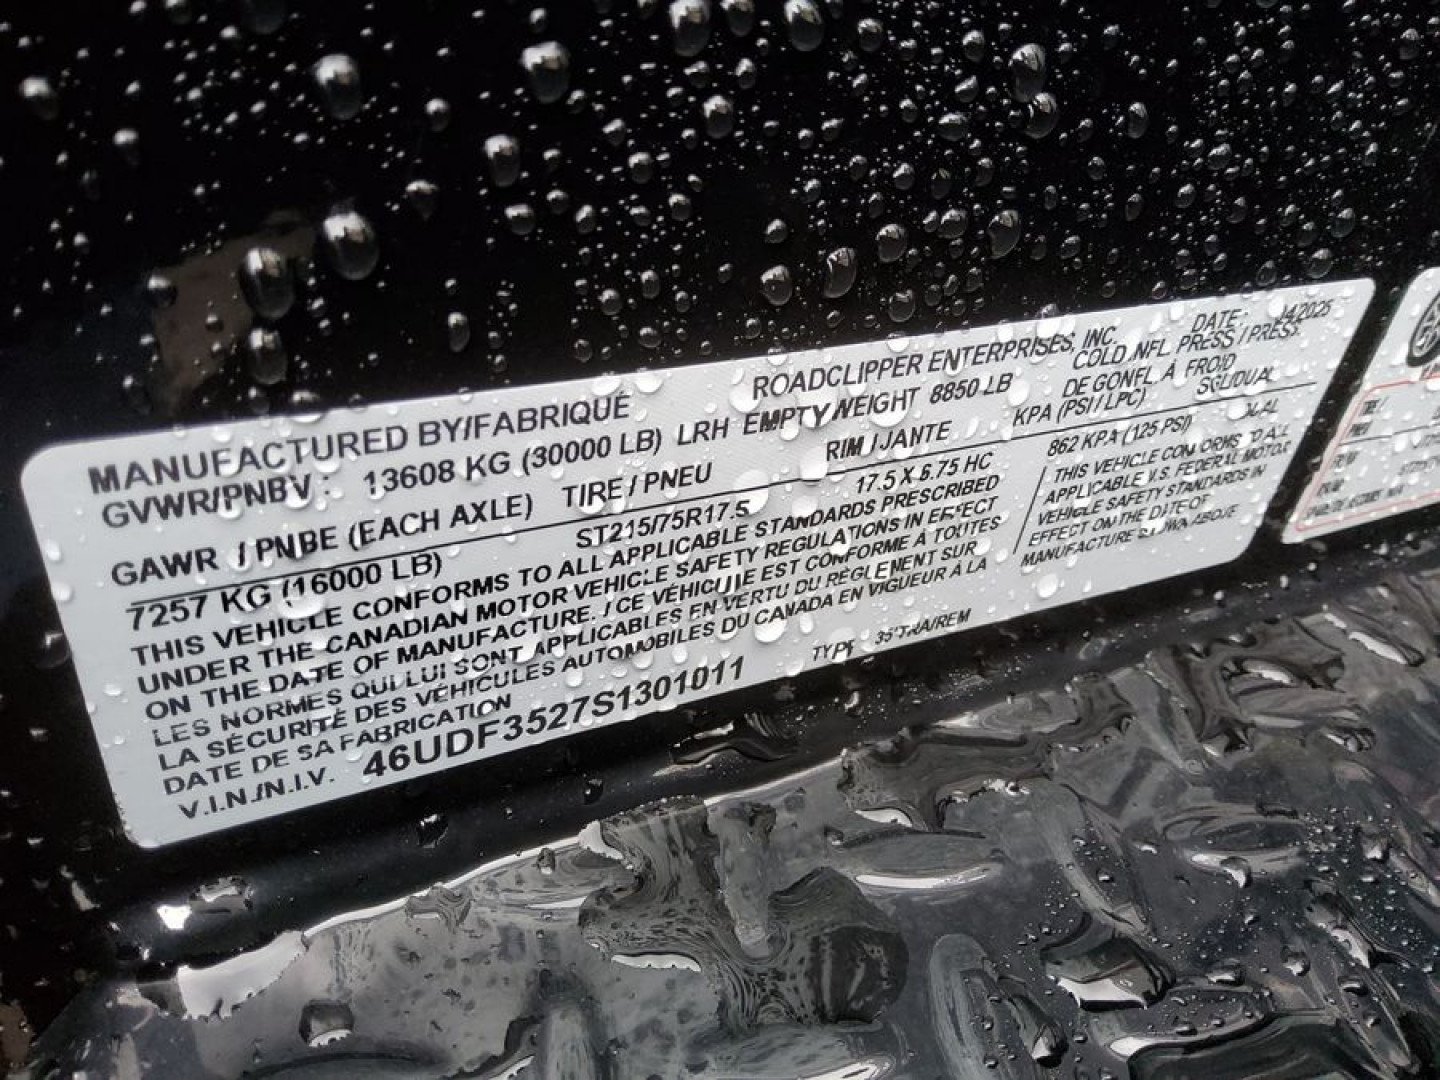 MANUFACTURED BY/FABRIQUÉ ROADCLIPPER ENTERPRISES, INC. DATE:
GVWR/PNBV : 13608 KG (30000 LB) LRH EMPTY WEIGHT 8850 LB COLD INFL. PRESS / PRESS.
DE GONFL. À FROID
GAWR / PNBE (EACH AXLE) TIRE / PNEU RIM / JANTE KPA (PSI / LPC)
7257 KG (16000 LB) ST215/75R17.5 17.5 X 6.75 HC 862 KPA (125 PSI)
THIS VEHICLE CONFORMS TO ALL APPLICABLE STANDARDS PRESCRIBED
UNDER THE CANADIAN MOTOR VEHICLE SAFETY REGULATIONS IN EFFECT
ON THE DATE OF MANUFACTURE. / CE VÉHICULE EST CONFORME À TOUTES
LES NORMES QUI LUI SONT APPLICABLES EN VERTU DU RÈGLEMENT SUR
LA SÉCURITÉ DES VÉHICULES AUTOMOBILES DU CANADA EN VIGUEUR À LA
DATE DE SA FABRICATION
THIS VEHICLE CONFORMS TO ALL
APPLICABLE U.S. FEDERAL MOTOR
VEHICLE SAFETY STANDARDS IN
EFFECT ON THE DATE OF
MANUFACTURE SHOWN ABOVE
V.I.N./N.I.V. 46UDF3527S1301011 TYPE